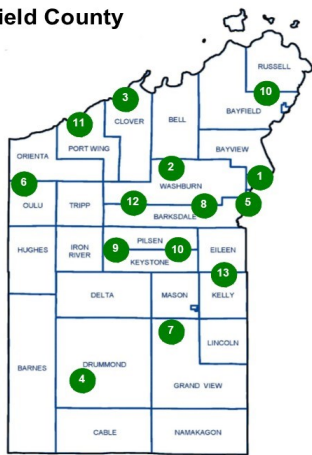 ield County
RUSSELL
10
3
CLOVER
11
BELL
BAYFIELD
PORT WING
ORIENTA
BAYVIEW
2
1
6
WASHBURN
OULU
TRIPP
12
8
5
BARKSDALE
HUGHES
IRON
RIVER
9
PILSEN
10
EILEEN
KEYSTONE
13
DELTA
MASON
KELLY
7
LINCOLN
BARNES
DRUMMOND
4
GRAND VIEW
CABLE
NAMAKAGON